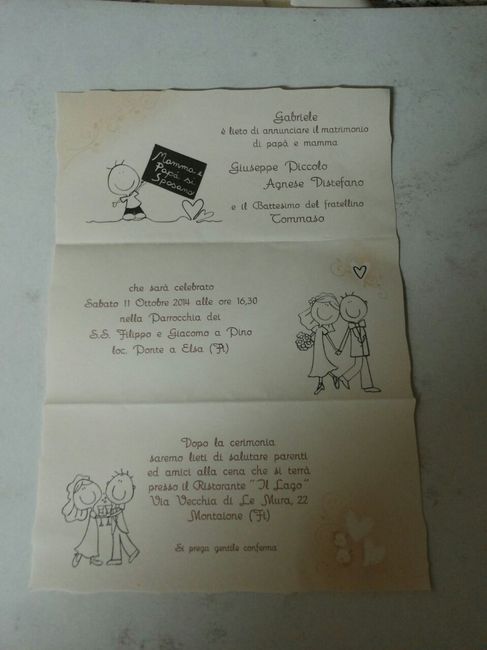 Gabriele
è lieto di annunciare il matrimonio
di papà e mamma
Mamma e
Papà si
Sposano!
Giuseppe Piccolo
Agnese Distefano
e il Battesimo del fratellino
Tommaso
che sarà celebrato
Sabato 11 Ottobre 2014 alle ore 16,30
nella Parrocchia dei
S.S. Filippo e Giacomo a Pino
loc. Ponte a Elsa (Fi)
Dopo la cerimonia
saremo lieti di salutare parenti
ed amici alla cena che si terrà
presso il Ristorante "Il Lago"
Via Vecchia di Le Mura, 22
Montaione (Fi)
Si prega gentile conferma